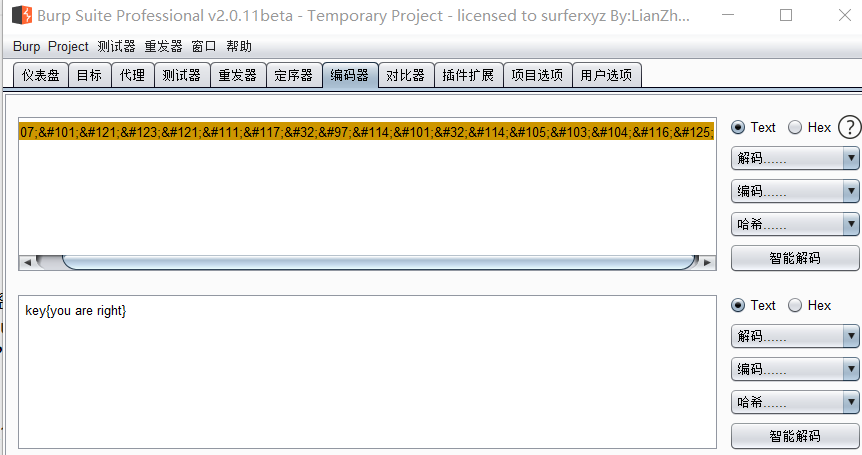 Burp Suite Professional v2.0.11beta - Temporary Project - licensed to surferxyz By:LianZh...
Burp Project 测试器 重发器 窗口 帮助
仪表盘 目标 代理 测试器 重发器 定序器 编码器 对比器 插件扩展 项目选项 用户选项
07;&#101;&#121;&#123;&#121;&#111;&#117;&#32;&#97;&#114;&#101;&#32;&#114;&#105;&#103;&#104;&#116;&#125;
Text Hex ?
解码......
编码......
哈希......
智能解码
key{you are right}
Text Hex
解码......
编码......
哈希......
智能解码